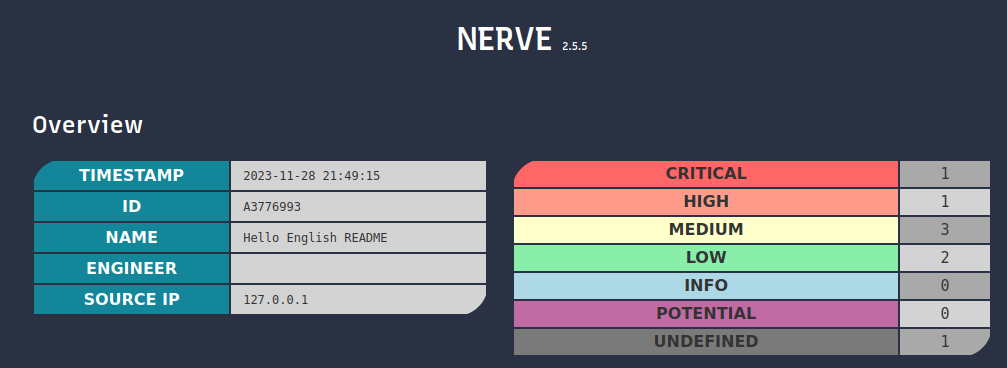 NERVE 2.5.5
Overview
TIMESTAMP 2023-11-28 21:49:15
ID A3776993
NAME Hello English README
ENGINEER
SOURCE IP 127.0.0.1
CRITICAL 1
HIGH 1
MEDIUM 3
LOW 2
INFO 0
POTENTIAL 0
UNDEFINED 1